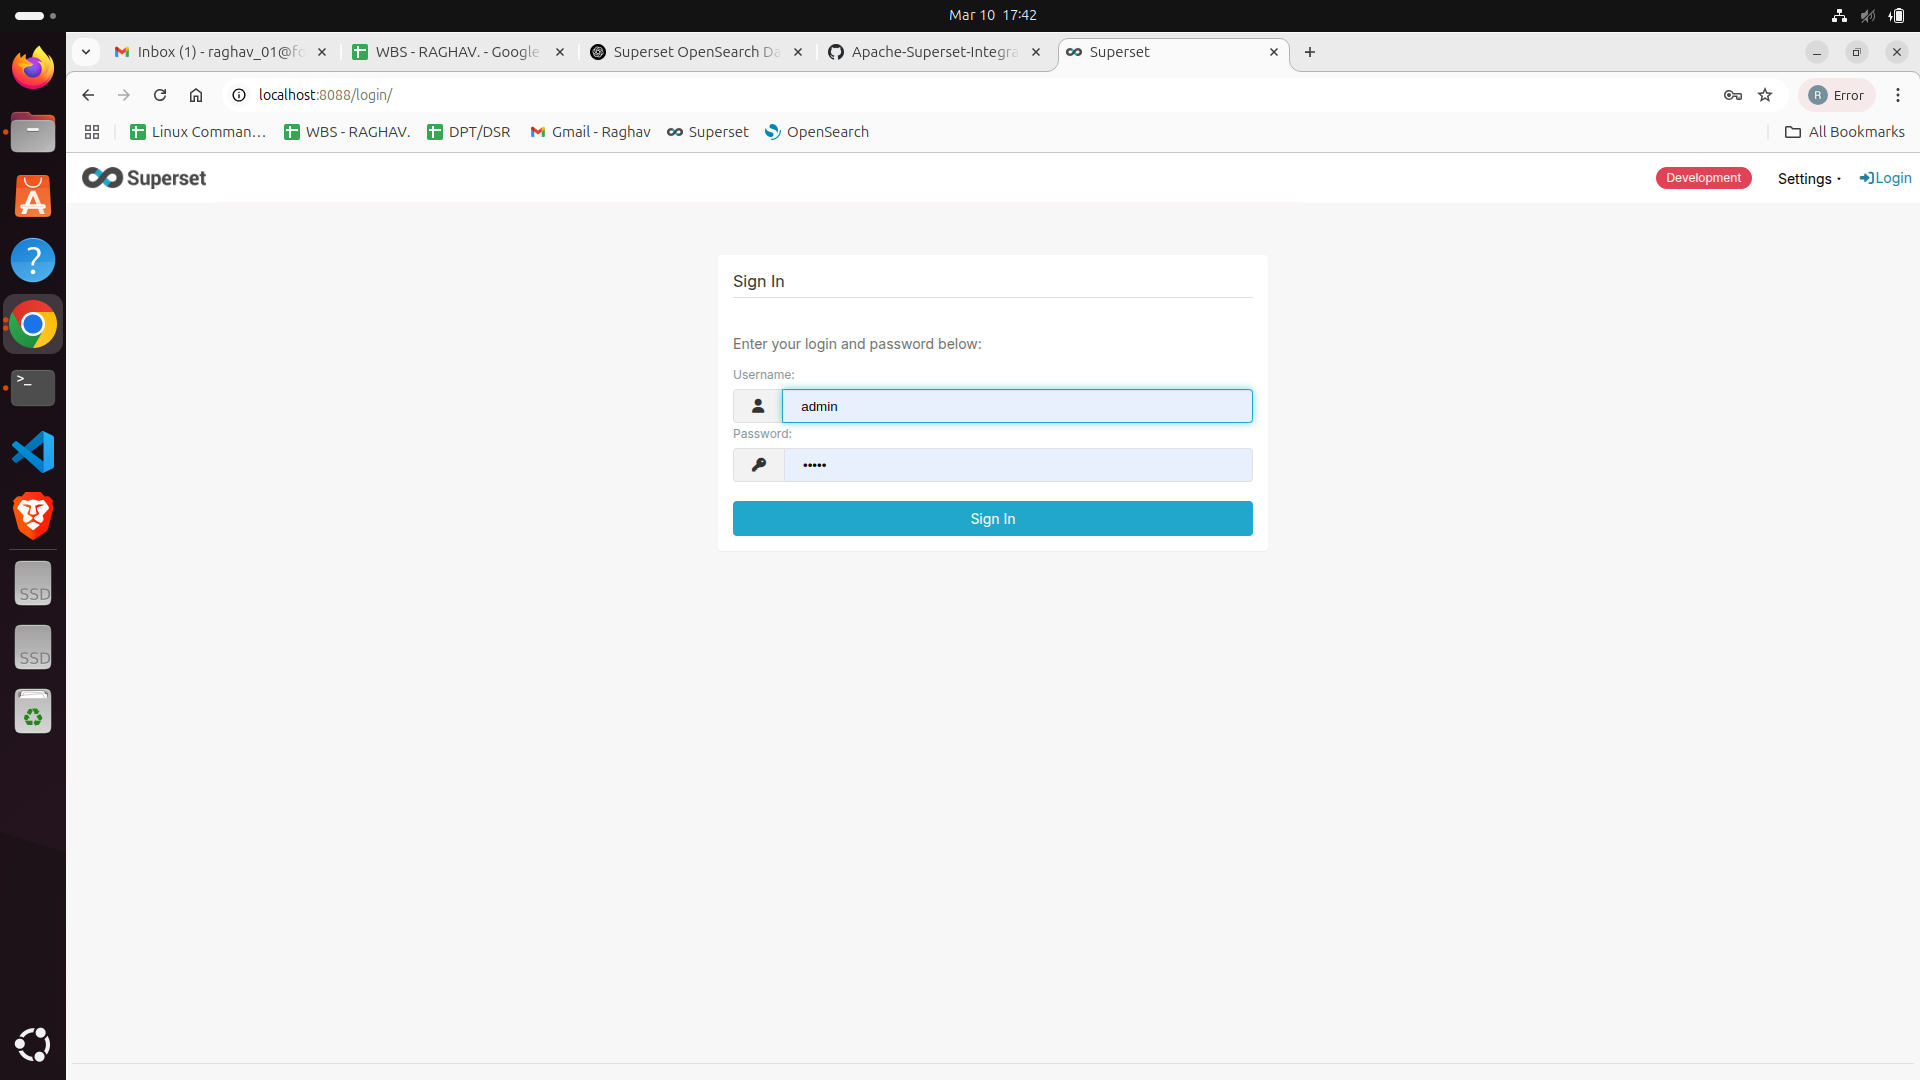 Mar 10 17:42
Inbox (1) - raghav_01@fo
WBS - RAGHAV. - Google
Superset OpenSearch Da
Apache-Superset-Integra
Superset
localhost:8088/login/
R Error
Linux Comman...
WBS - RAGHAV.
DPT/DSR
Gmail - Raghav
Superset
OpenSearch
All Bookmarks
Superset
Development
Settings
Login
Sign In
Enter your login and password below:
Username:
admin
Password:
•••••
Sign In
SSD
SSD